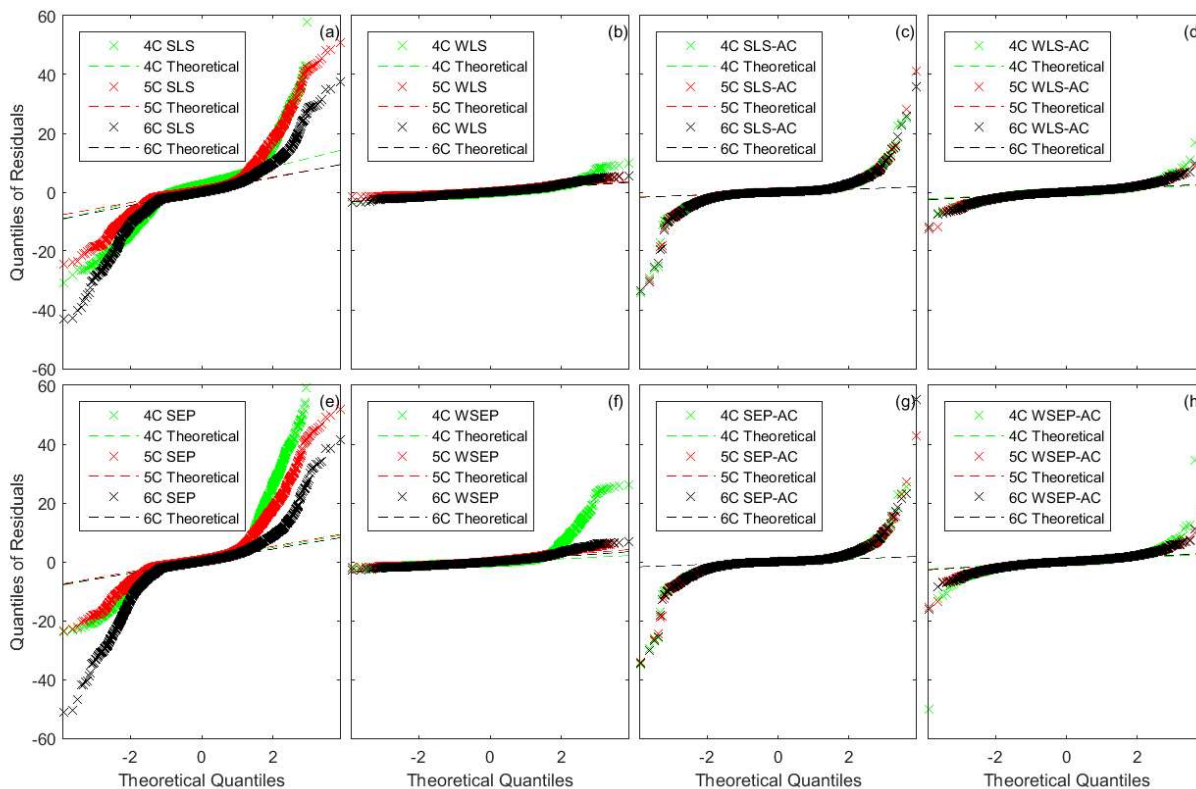 60
40
20
0
-20
-40
-60
Quantiles of Residuals
(a)
4C SLS
4C Theoretical
5C SLS
5C Theoretical
6C SLS
6C Theoretical
(b)
4C WLS
4C Theoretical
5C WLS
5C Theoretical
6C WLS
6C Theoretical
(c)
4C SLS-AC
4C Theoretical
5C SLS-AC
5C Theoretical
6C SLS-AC
6C Theoretical
(d)
4C WLS-AC
4C Theoretical
5C WLS-AC
5C Theoretical
6C WLS-AC
6C Theoretical
60
40
20
0
-20
-40
-60
Quantiles of Residuals
(e)
4C SEP
4C Theoretical
5C SEP
5C Theoretical
6C SEP
6C Theoretical
(f)
4C WSEP
4C Theoretical
5C WSEP
5C Theoretical
6C WSEP
6C Theoretical
(g)
4C SEP-AC
4C Theoretical
5C SEP-AC
5C Theoretical
6C SEP-AC
6C Theoretical
(h)
4C WSEP-AC
4C Theoretical
5C WSEP-AC
5C Theoretical
6C WSEP-AC
6C Theoretical
-2 0 2
-2 0 2
-2 0 2
-2 0 2
Theoretical Quantiles
Theoretical Quantiles
Theoretical Quantiles
Theoretical Quantiles